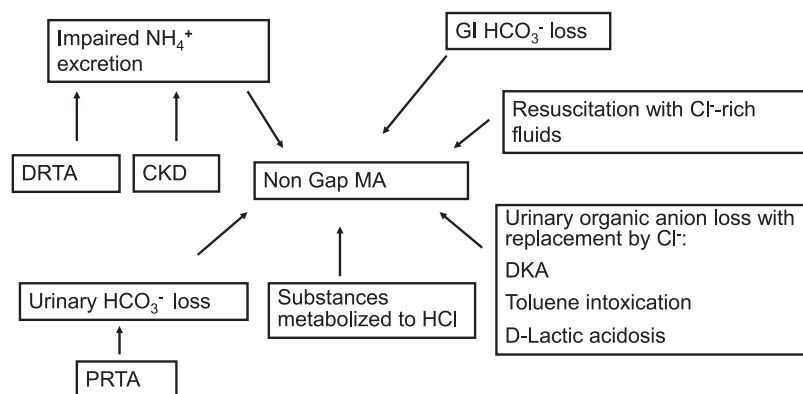 Impaired NH₄⁺
excretion
GI HCO₃⁻ loss
Resuscitation with Cl⁻-rich
fluids
DRTA
CKD
Non Gap MA
Urinary organic anion loss with
replacement by Cl⁻:
DKA
Toluene intoxication
D-Lactic acidosis
Urinary HCO₃⁻ loss
Substances
metabolized to HCl
PRTA